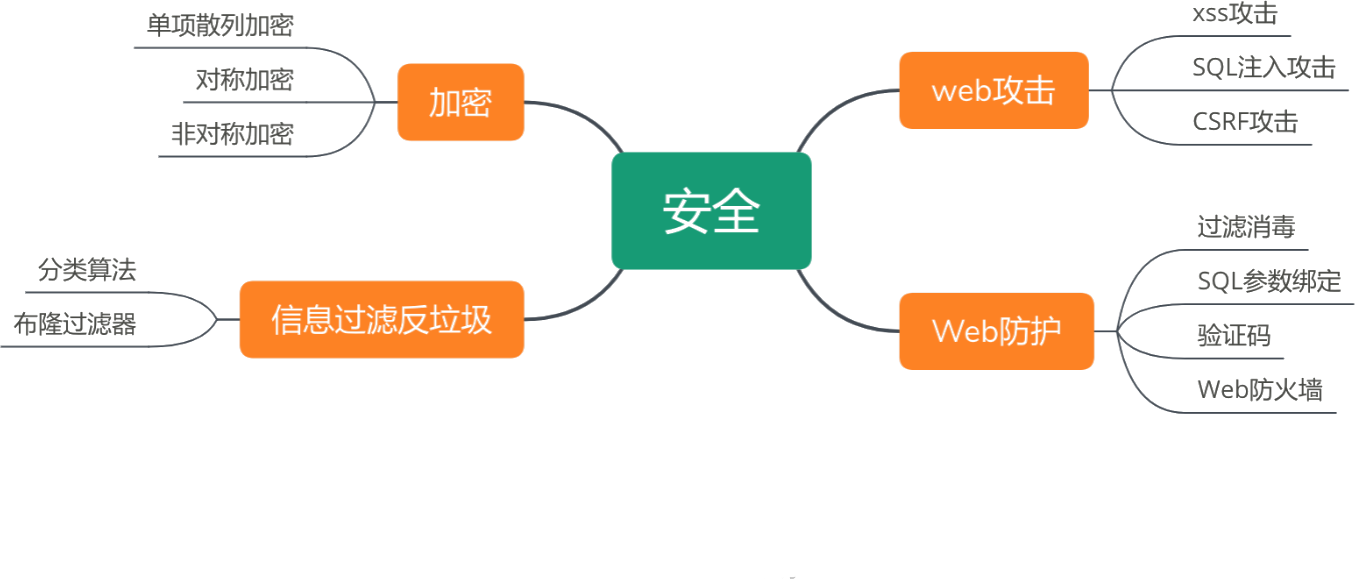 单项散列加密
对称加密
非对称加密
加密
分类算法
布隆过滤器
信息过滤反垃圾
安全
web攻击
xss攻击
SQL注入攻击
CSRF攻击
Web防护
过滤消毒
SQL参数绑定
验证码
Web防火墙